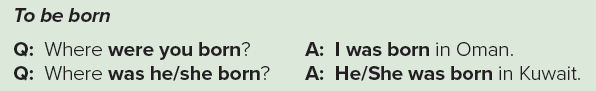 To be born
Q: Where were you born? A: I was born in Oman.
Q: Where was he/she born? A: He/She was born in Kuwait.